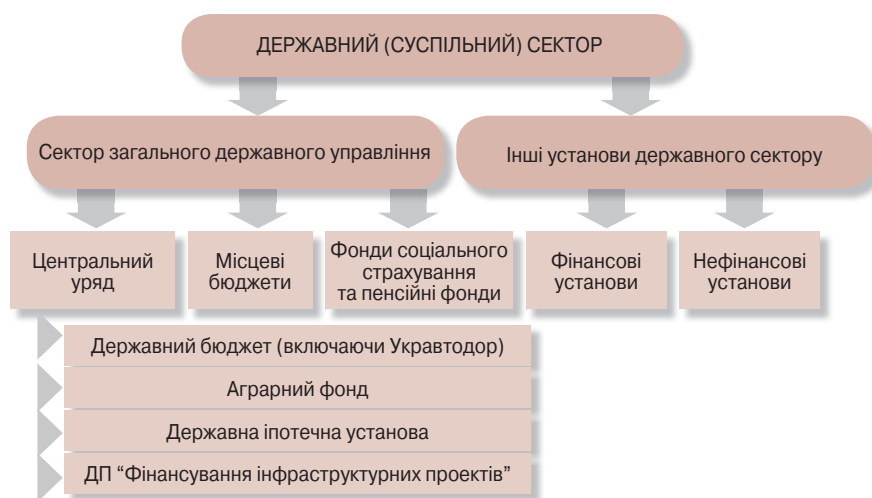 ДЕРЖАВНИЙ (СУСПІЛЬНИЙ) СЕКТОР
Сектор загального державного управління
Інші установи державного сектору
Центральний
уряд
Місцеві
бюджети
Фонди соціального
страхування
та пенсійні фонди
Фінансові
установи
Нефінансові
установи
Державний бюджет (включаючи Укравтодор)
Аграрний фонд
Державна іпотечна установа
ДП “Фінансування інфраструктурних проектів”